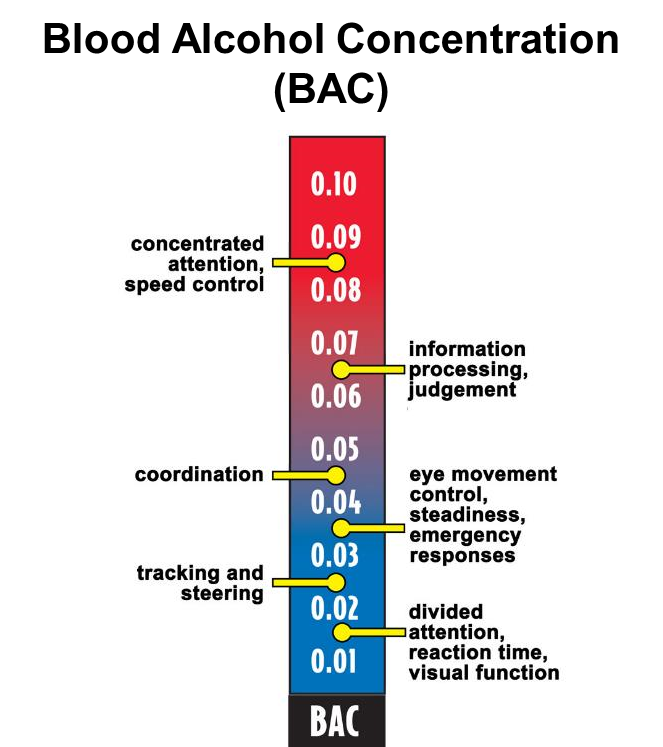 Blood Alcohol Concentration
(BAC)
0.10
0.09
concentrated
attention,
speed control
0.08
0.07
information
processing,
judgement
0.06
0.05
coordination
0.04
eye movement
control,
steadiness,
emergency
responses
0.03
tracking and
steering
0.02
divided
attention,
reaction time,
visual function
0.01
BAC